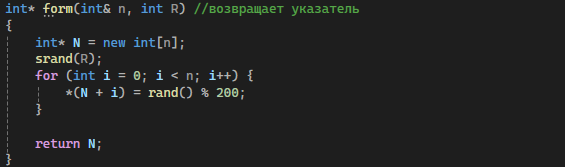 int* form(int& n, int R) //возвращает указатель
{
    int* N = new int[n];
    srand(R);
    for (int i = 0; i < n; i++) {
        *(N + i) = rand() % 200;
    }

    return N;
}